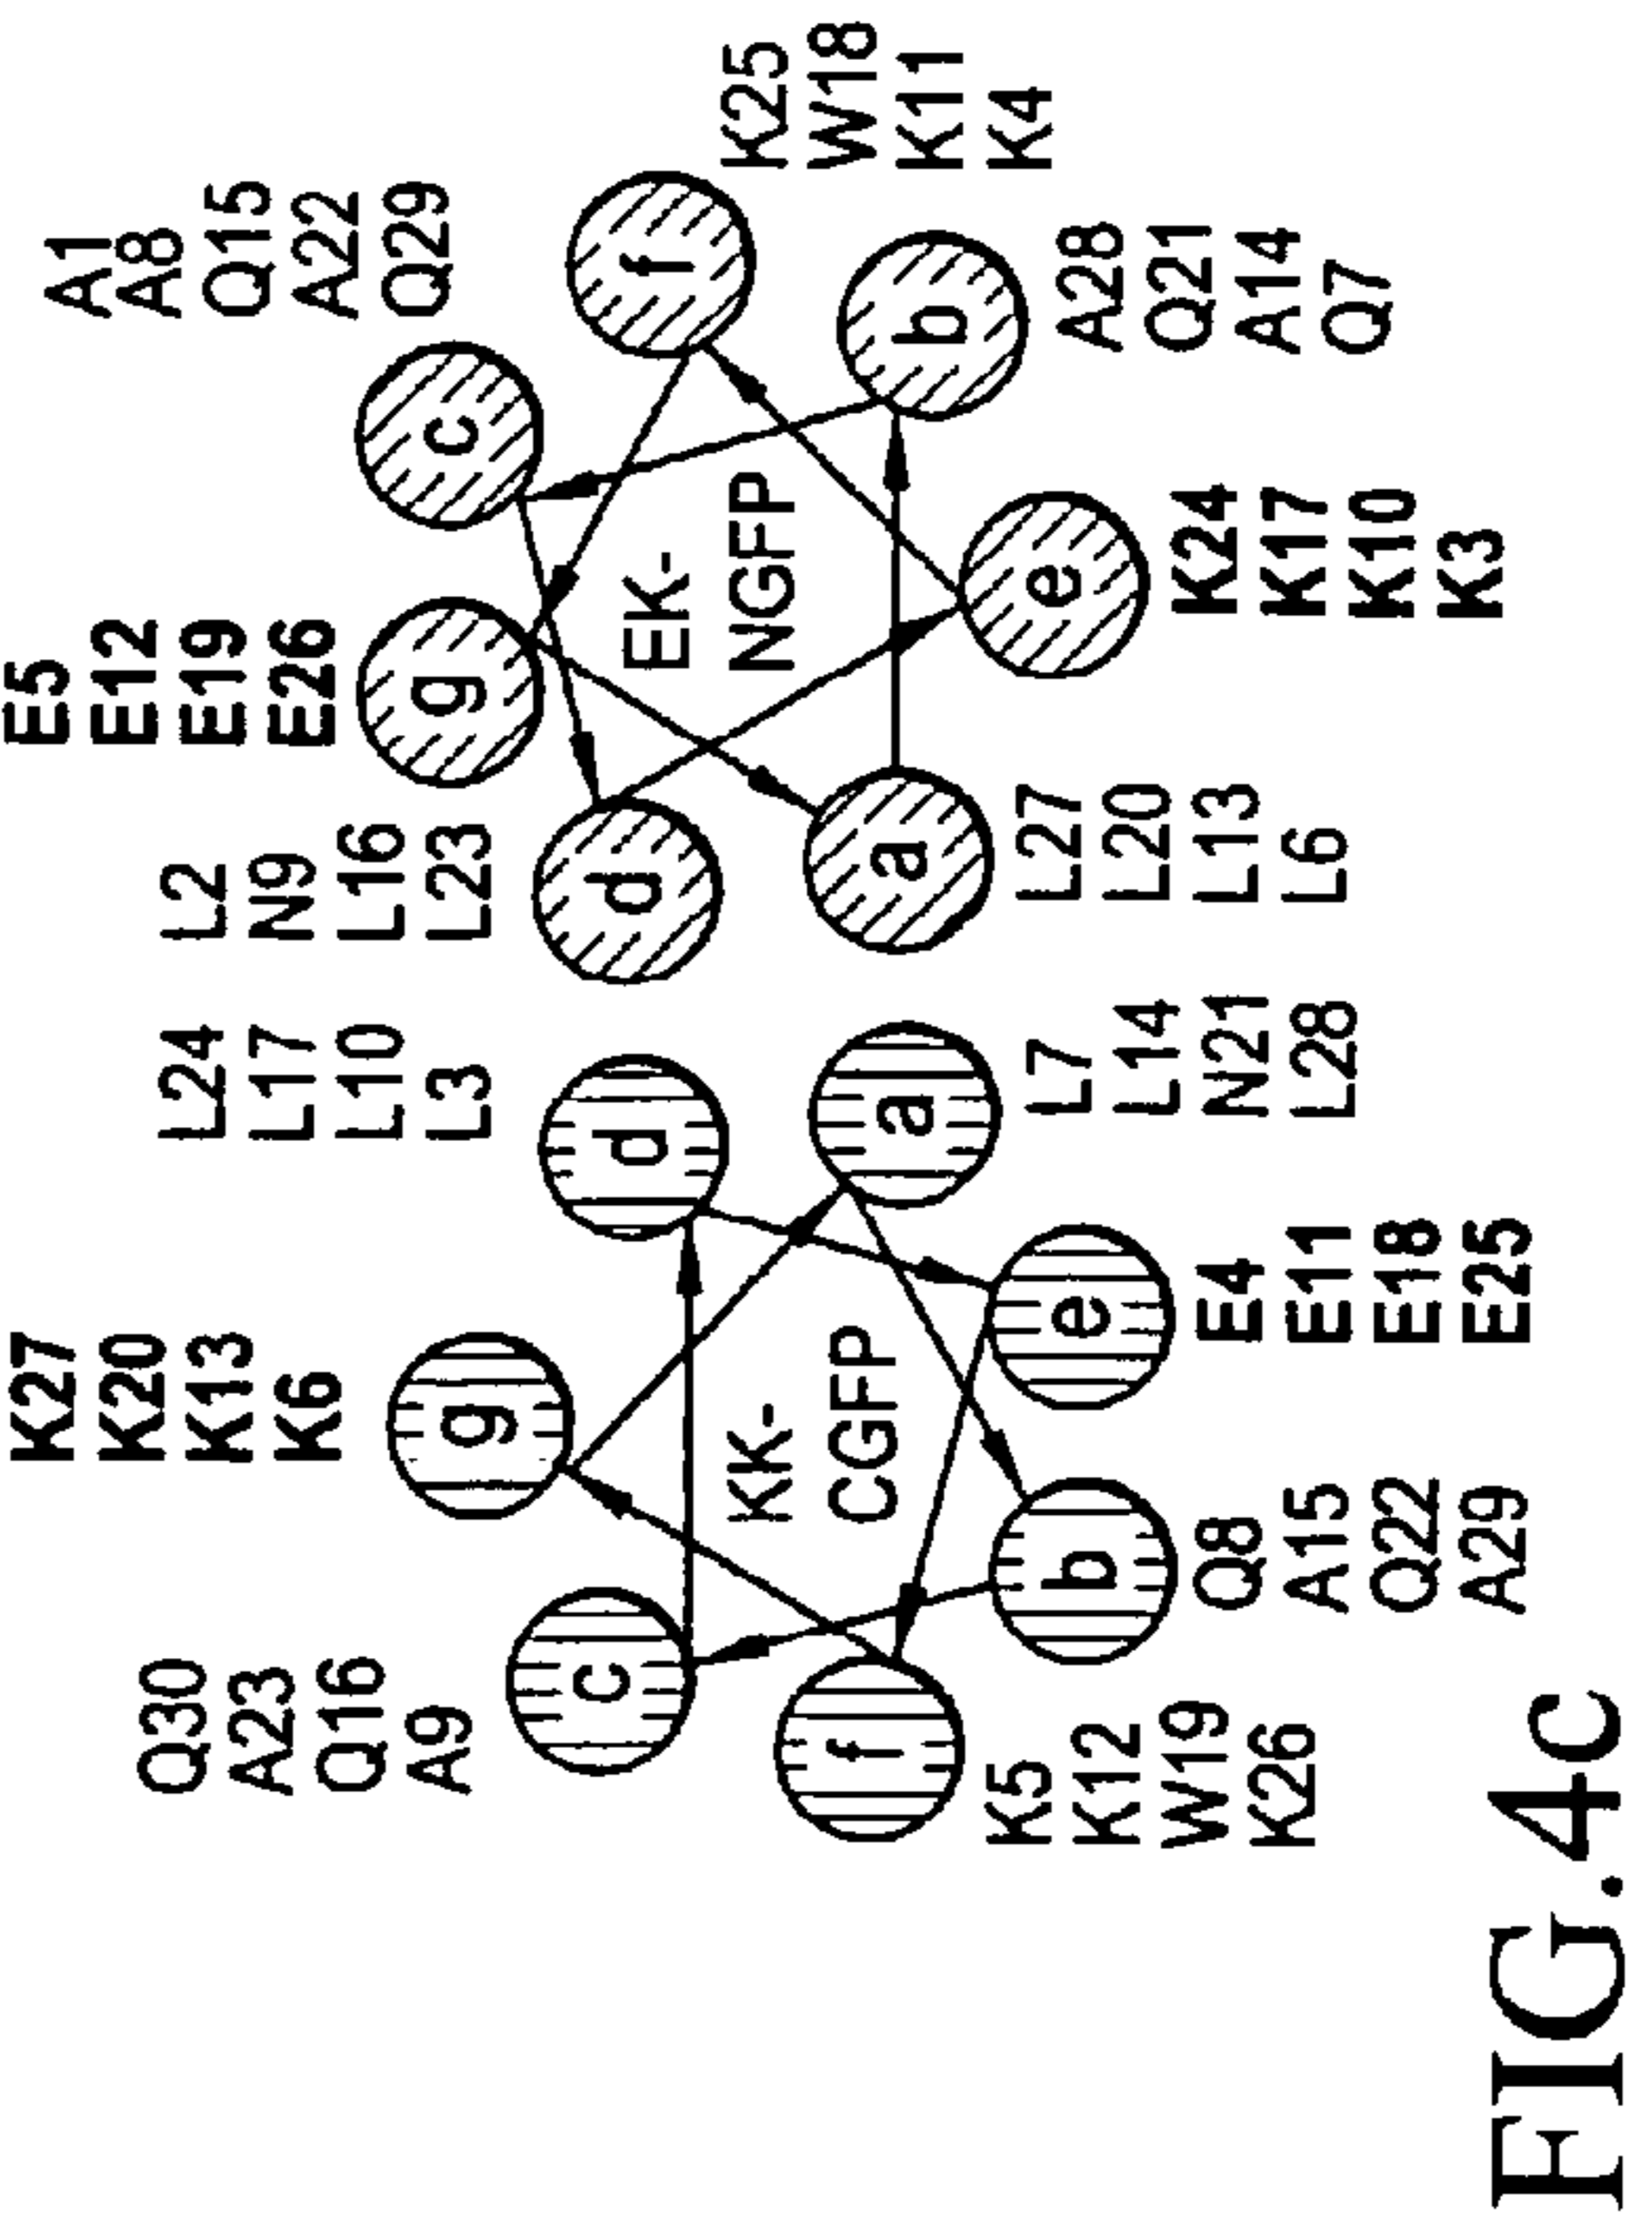 Q30
A23
Q16
A9
c
K27
K20
K13
K6
g
L24
L17
L10
L3
d
KK-
CGFP
f
K5
K12
W19
K26
b
Q8
A15
Q22
A29
e
E4
E11
E18
E25
a
L7
L14
N21
L28
L2
N9
L16
L23
d
E5
E12
E19
E26
g
A1
A8
Q15
A22
Q29
c
EK-
NGFP
f
K25
W18
K11
K4
a
L27
L20
L13
L6
e
K24
K17
K10
K3
b
A28
Q21
A14
Q7
FIG.4C